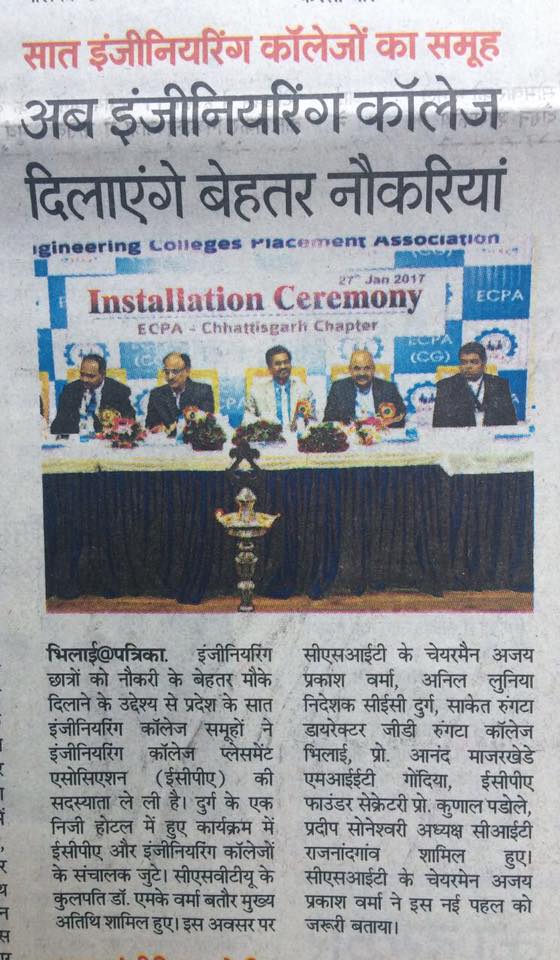 सात इंजीनियरिंग कॉलेजों का समूह
अब इंजीनियरिंग कॉलेज
दिलाएंगे बेहतर नौकरियां
gineering Colleges Placement Association
27th Jan 2017
Installation Ceremony
ECPA - Chhattisgarh Chapter
ECPA
(CG)
ECPA
ECPA
(CG)
भिलाई@पत्रिका. इंजीनियरिंग
छात्रों को नौकरी के बेहतर मौके
दिलाने के उद्देश्य से प्रदेश के सात
इंजीनियरिंग कॉलेज समूहों ने
इंजीनियरिंग कॉलेज प्लेसमेंट
एसोसिएशन (ईसीपीए) की
सदस्यता ले ली है। दुर्ग के एक
निजी होटल में हुए कार्यक्रम में
ईसीपीए और इंजीनियरिंग कॉलेजों
के संचालक जुटे। सीएसवीटीयू के
कुलपति डॉ. एमके वर्मा बतौर मुख्य
अतिथि शामिल हुए। इस अवसर पर
सीएसआईटी के चेयरमैन अजय
प्रकाश वर्मा, अनिल लुनिया
निदेशक सीईसी दुर्ग, साकेत रुंगटा
डायरेक्टर जीडी रुंगटा कॉलेज
भिलाई, प्रो. आनंद माजरखेडे
एमआईईटी गोंदिया, ईसीपीए
फाउंडर सेक्रेटरी प्रो. कुणाल पडोले,
प्रदीप सोनेश्वरी अध्यक्ष सीआईटी
राजनांदगांव शामिल हुए।
सीएसआईटी के चेयरमैन अजय
प्रकाश वर्मा ने इस नई पहल को
जरूरी बताया।